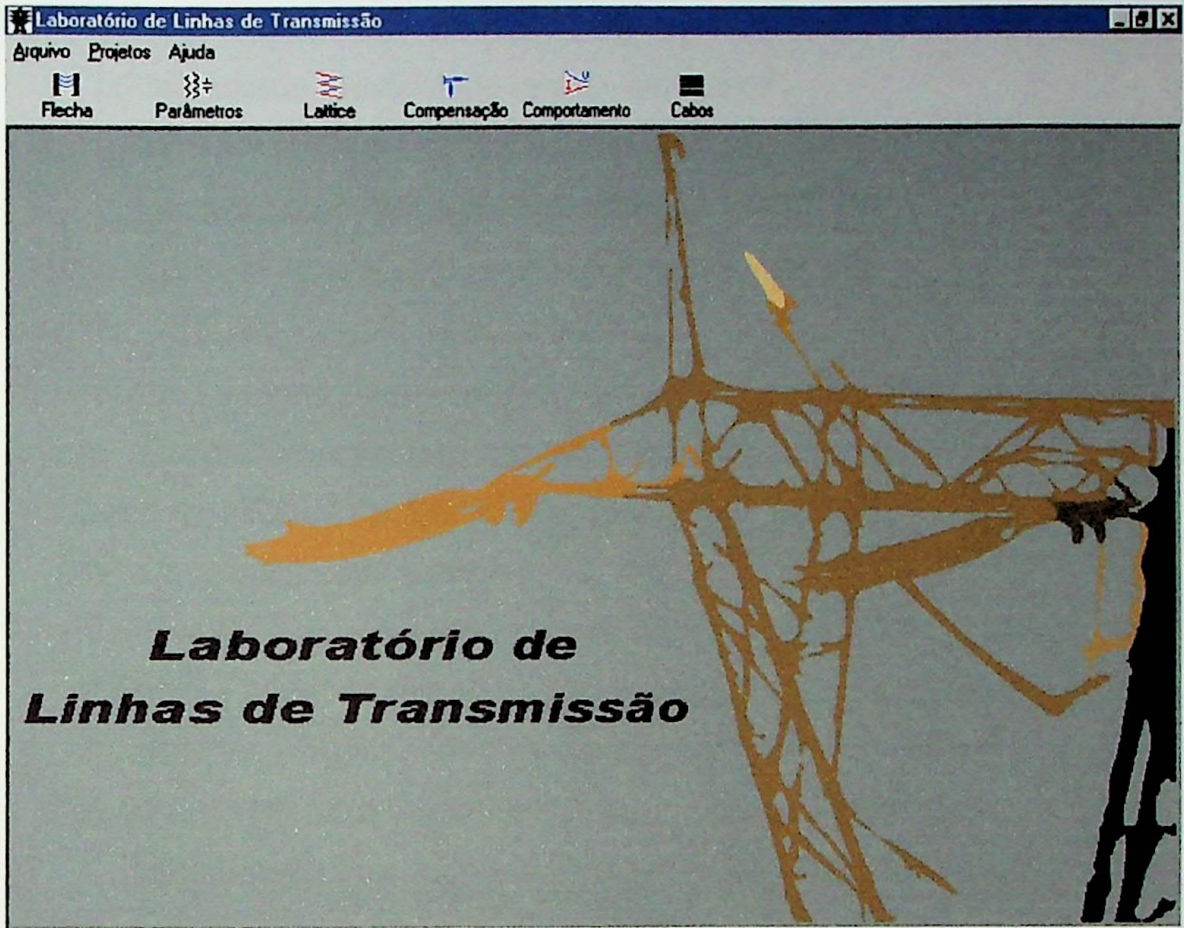 Laboratório de Linhas de Transmissão
Arquivo Projetos Ajuda
Flecha Parâmetros Lattice Compensação Comportamento Cabos
Laboratório de
Linhas de Transmissão